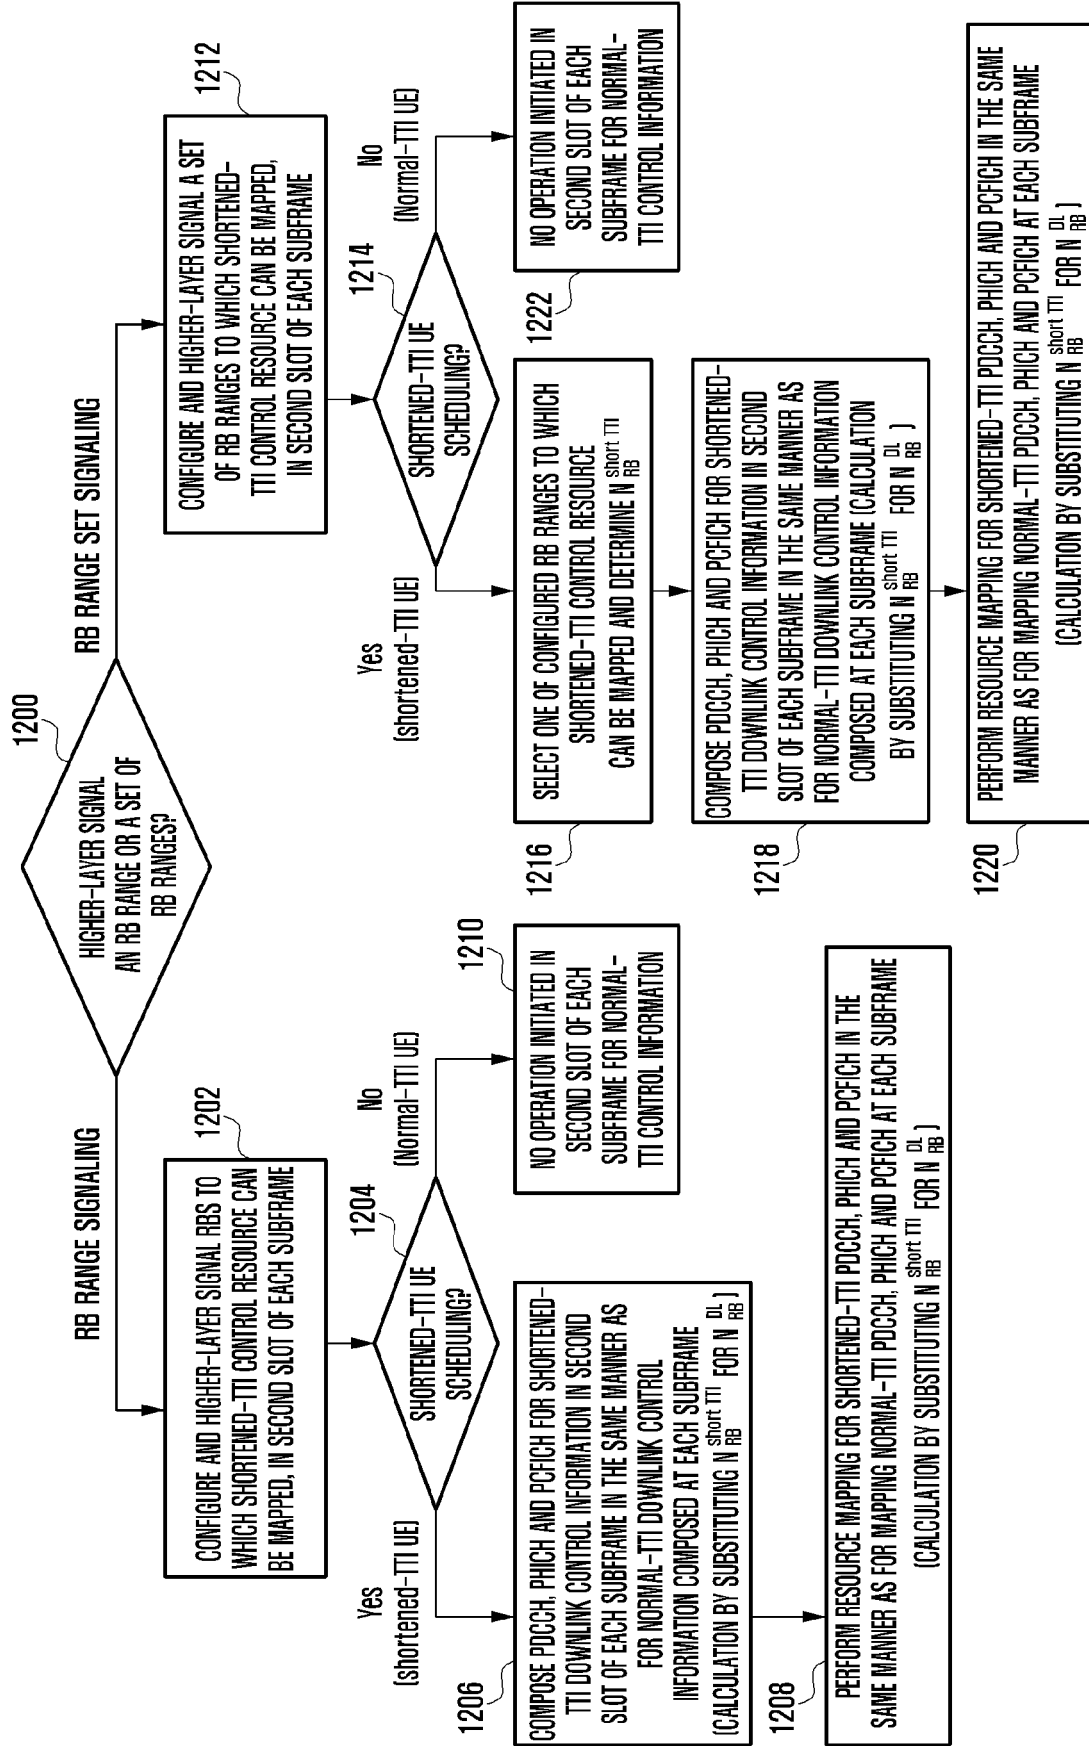 1200
HIGHER-LAYER SIGNAL
AN RB RANGE OR A SET OF
RB RANGES?
RB RANGE SIGNALING
RB RANGE SET SIGNALING
1202
CONFIGURE AND HIGHER-LAYER SIGNAL RBS TO
WHICH SHORTENED-TTI CONTROL RESOURCE CAN
BE MAPPED, IN SECOND SLOT OF EACH SUBFRAME
1204
SHORTENED-TTI UE
SCHEDULING?
Yes
(shortened-TTI UE)
No
(Normal-TTI UE)
1206
COMPOSE PDCCH, PHICH AND PCFICH FOR SHORTENED-
TTI DOWNLINK CONTROL INFORMATION IN SECOND
SLOT OF EACH SUBFRAME IN THE SAME MANNER AS
FOR NORMAL-TTI DOWNLINK CONTROL
INFORMATION COMPOSED AT EACH SUBFRAME
(CALCULATION BY SUBSTITUTING N RB short TTI FOR N RB DL )
1210
NO OPERATION INITIATED IN
SECOND SLOT OF EACH
SUBFRAME FOR NORMAL-
TTI CONTROL INFORMATION
1208
PERFORM RESOURCE MAPPING FOR SHORTENED-TTI PDCCH, PHICH AND PCFICH IN THE
SAME MANNER AS FOR MAPPING NORMAL-TTI PDCCH, PHICH AND PCFICH AT EACH SUBFRAME
(CALCULATION BY SUBSTITUTING N RB short TTI FOR N RB DL )
1212
CONFIGURE AND HIGHER-LAYER SIGNAL A SET
OF RB RANGES TO WHICH SHORTENED-
TTI CONTROL RESOURCE CAN BE MAPPED,
IN SECOND SLOT OF EACH SUBFRAME
1214
SHORTENED-TTI UE
SCHEDULING?
Yes
(shortened-TTI UE)
No
(Normal-TTI UE)
1216
SELECT ONE OF CONFIGURED RB RANGES TO WHICH
SHORTENED-TTI CONTROL RESOURCE
CAN BE MAPPED AND DETERMINE N RB short TTI
1222
NO OPERATION INITIATED IN
SECOND SLOT OF EACH
SUBFRAME FOR NORMAL-
TTI CONTROL INFORMATION
1218
COMPOSE PDCCH, PHICH AND PCFICH FOR SHORTENED-
TTI DOWNLINK CONTROL INFORMATION IN SECOND
SLOT OF EACH SUBFRAME IN THE SAME MANNER AS
FOR NORMAL-TTI DOWNLINK CONTROL INFORMATION
COMPOSED AT EACH SUBFRAME (CALCULATION
BY SUBSTITUTING N RB short TTI FOR N RB DL )
1220
PERFORM RESOURCE MAPPING FOR SHORTENED-TTI PDCCH, PHICH AND PCFICH IN THE SAME
MANNER AS FOR MAPPING NORMAL-TTI PDCCH, PHICH AND PCFICH AT EACH SUBFRAME
(CALCULATION BY SUBSTITUTING N RB short TTI FOR N RB DL )